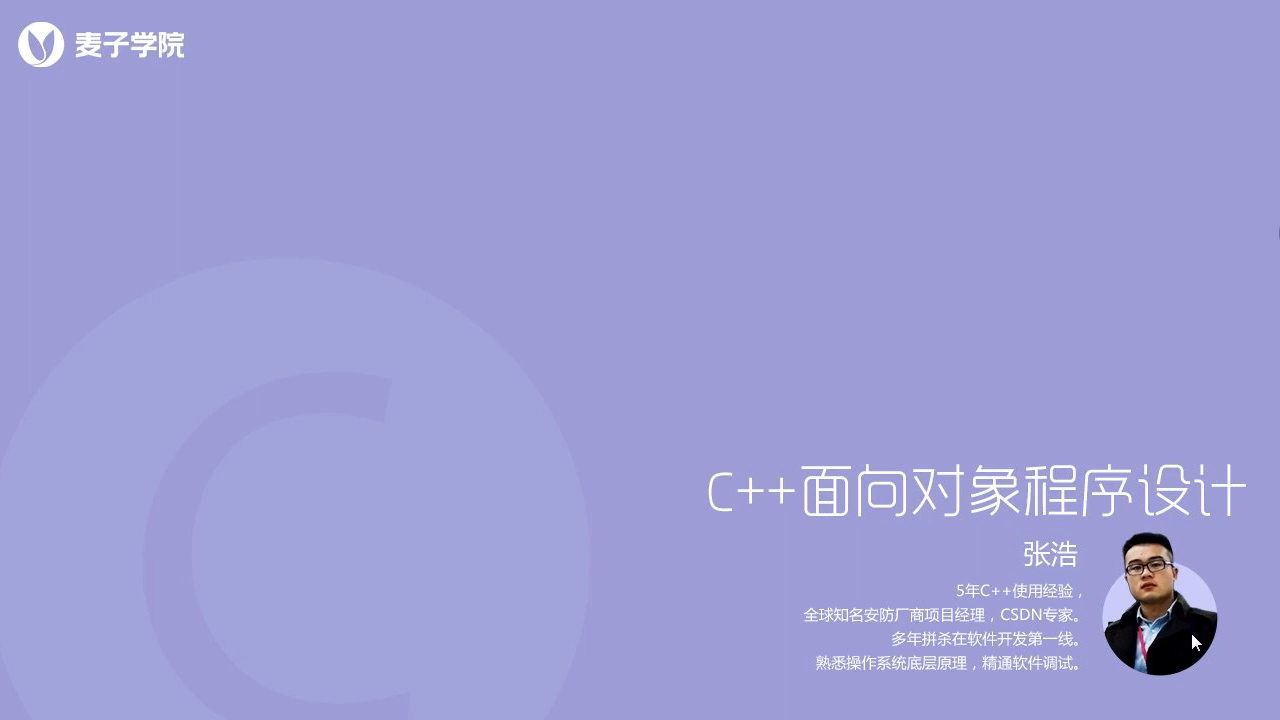 麦子学院
C++面向对象程序设计
张浩
5年C++使用经验，
全球知名安防厂商项目经理，CSDN专家。
多年拼杀在软件开发第一线。
熟悉操作系统底层原理，精通软件调试。